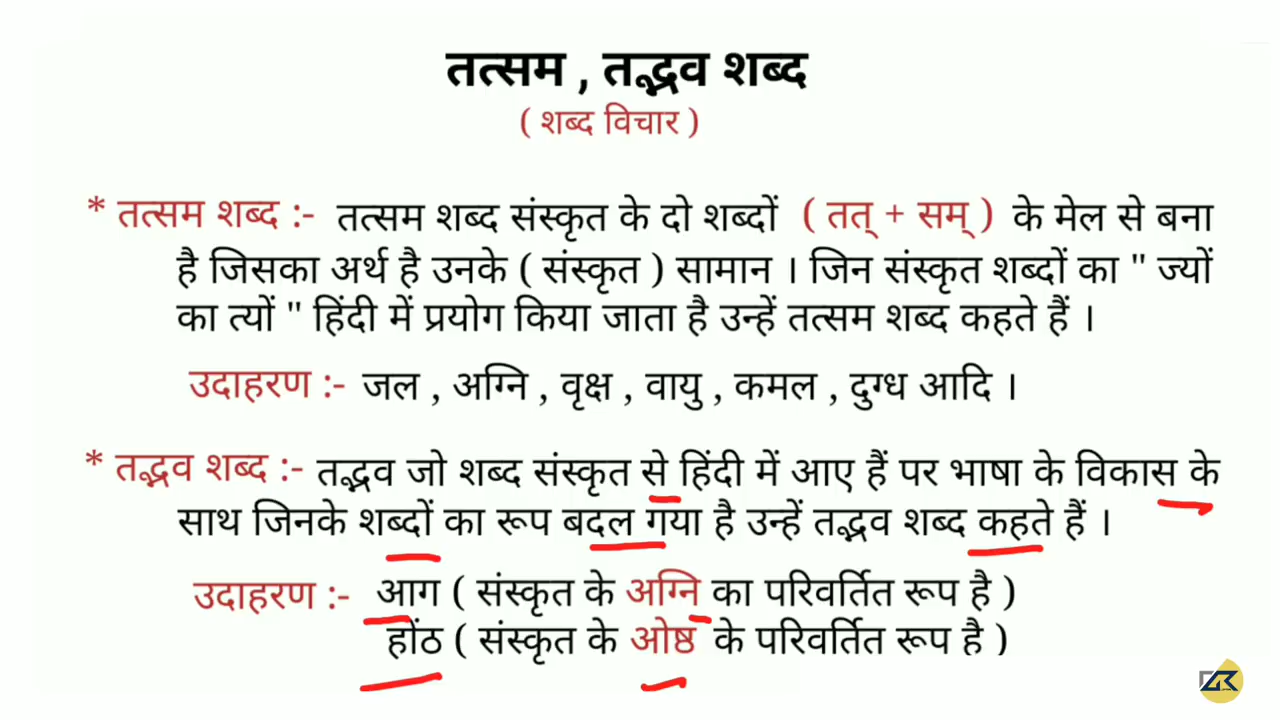 तत्सम , तद्भव शब्द
( शब्द विचार )
* तत्सम शब्द :- तत्सम शब्द संस्कृत के दो शब्दों ( तत् + सम् ) के मेल से बना
है जिसका अर्थ है उनके ( संस्कृत ) सामान । जिन संस्कृत शब्दों का " ज्यों
का त्यों " हिंदी में प्रयोग किया जाता है उन्हें तत्सम शब्द कहते हैं ।
उदाहरण :- जल , अग्नि , वृक्ष , वायु , कमल , दुग्ध आदि ।
* तद्भव शब्द :- तद्भव जो शब्द संस्कृत से हिंदी में आए हैं पर भाषा के विकास के
साथ जिनके शब्दों का रूप बदल गया है उन्हें तद्भव शब्द कहते हैं ।
उदाहरण :- आग ( संस्कृत के अग्नि का परिवर्तित रूप है )
होंठ ( संस्कृत के ओष्ठ के परिवर्तित रूप है )